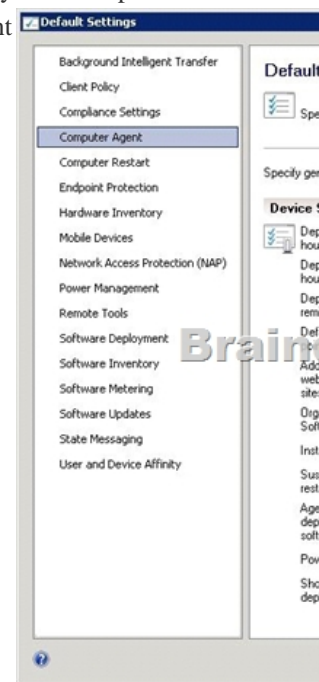 nt
Default Settings
Background Intelligent Transfer
Client Policy
Compliance Settings
Computer Agent
Computer Restart
Endpoint Protection
Hardware Inventory
Mobile Devices
Network Access Protection (NAP)
Power Management
Remote Tools
Software Deployment
Software Inventory
Software Metering
Software Updates
State Messaging
User and Device Affinity
Default
Spe
Specify ger
Device S
Dep
hou
Dep
hou
Dep
rem
Def
Add
web
site
Org
Soft
Inst
Sus
rest
Age
dep
soft
Pow
Sho
dep
Brain